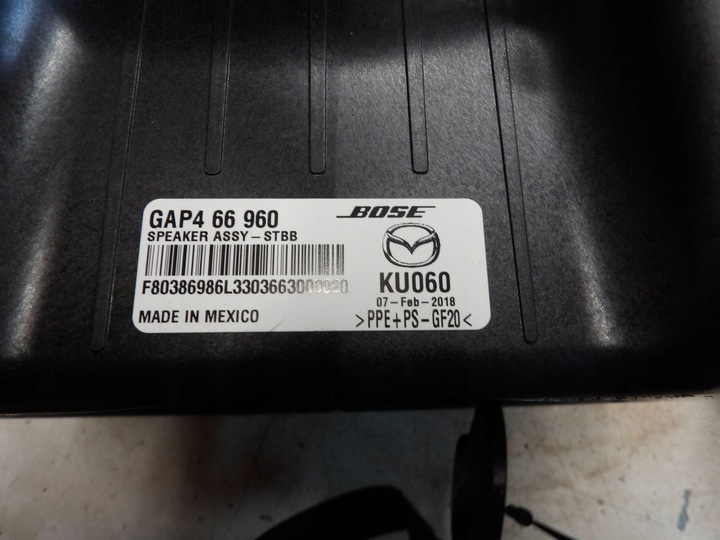 GAP4 66 960
BOSE
SPEAKER ASSY-STBB
KU060
F80386986L3303663000020
07-Feb-2018
MADE IN MEXICO
>PPE+PS-GF20<